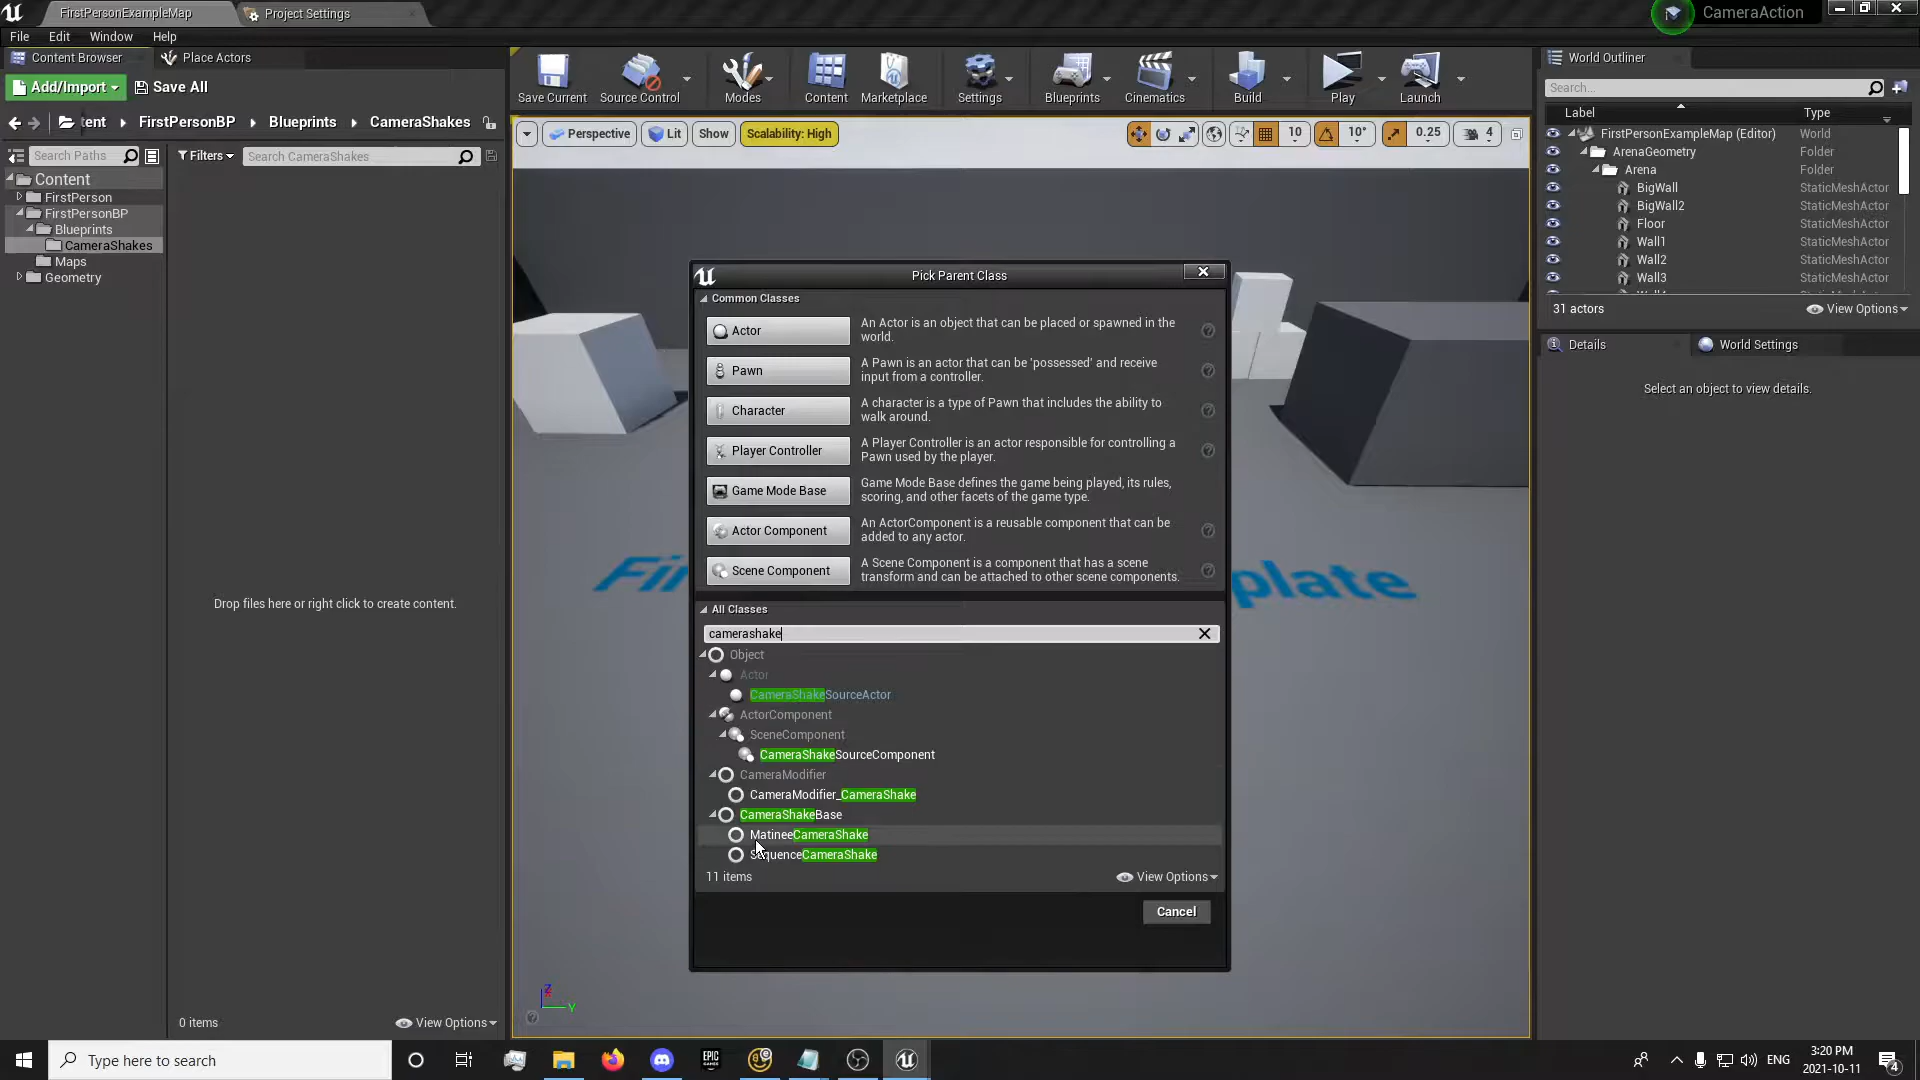 FirstPersonExampleMap
Project Settings
CameraAction
File
Edit
Window
Help
Content Browser
Place Actors
World Outliner
Add/Import
Save All
Save Current
Source Control
Modes
Content
Marketplace
Settings
Blueprints
Cinematics
Build
Play
Launch
Search...
Label
Type
ent
FirstPersonBP
Blueprints
CameraShakes
Perspective
Lit
Show
Scalability: High
10
10°
0.25
4
Search Paths
Filters
Search CameraShakes
Content
FirstPerson
FirstPersonBP
Blueprints
CameraShakes
Maps
Geometry
FirstPersonExampleMap (Editor)
World
ArenaGeometry
Folder
Arena
Folder
BigWall
StaticMeshActor
BigWall2
StaticMeshActor
Floor
StaticMeshActor
Wall1
StaticMeshActor
Wall2
StaticMeshActor
Wall3
StaticMeshActor
31 actors
View Options
Details
World Settings
Select an object to view details.
Drop files here or right click to create content.
Fir
plate
Pick Parent Class
Common Classes
Actor
An Actor is an object that can be placed or spawned in the
world.
Pawn
A Pawn is an actor that can be 'possessed' and receive
input from a controller.
Character
A character is a type of Pawn that includes the ability to
walk around.
Player Controller
A Player Controller is an actor responsible for controlling a
Pawn used by the player.
Game Mode Base
Game Mode Base defines the game being played, its rules,
scoring, and other facets of the game type.
Actor Component
An ActorComponent is a reusable component that can be
added to any actor.
Scene Component
A Scene Component is a component that has a scene
transform and can be attached to other scene components.
All Classes
camerashake
Object
Actor
CameraShakeSourceActor
ActorComponent
SceneComponent
CameraShakeSourceComponent
CameraModifier
CameraModifier_CameraShake
CameraShakeBase
MatineeCameraShake
SequenceCameraShake
11 items
View Options
Cancel
0 items
View Options
Z
Y
Type here to search
EPIC
GAMES
ENG
3:20 PM
2021-10-11
4